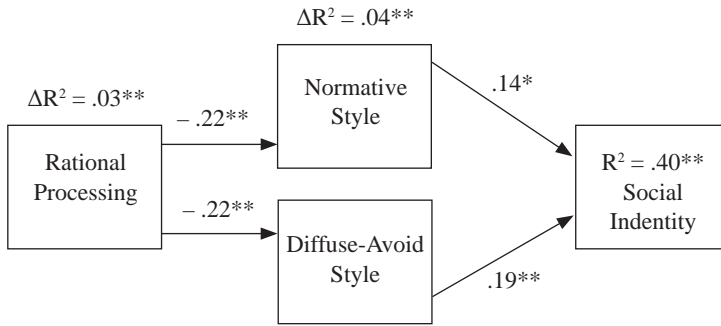 ΔR² = .04**
Normative
Style
.14*
ΔR² = .03**
– .22**
Rational
Processing
R² = .40**
Social
Indentity
– .22**
Diffuse-Avoid
Style
.19**